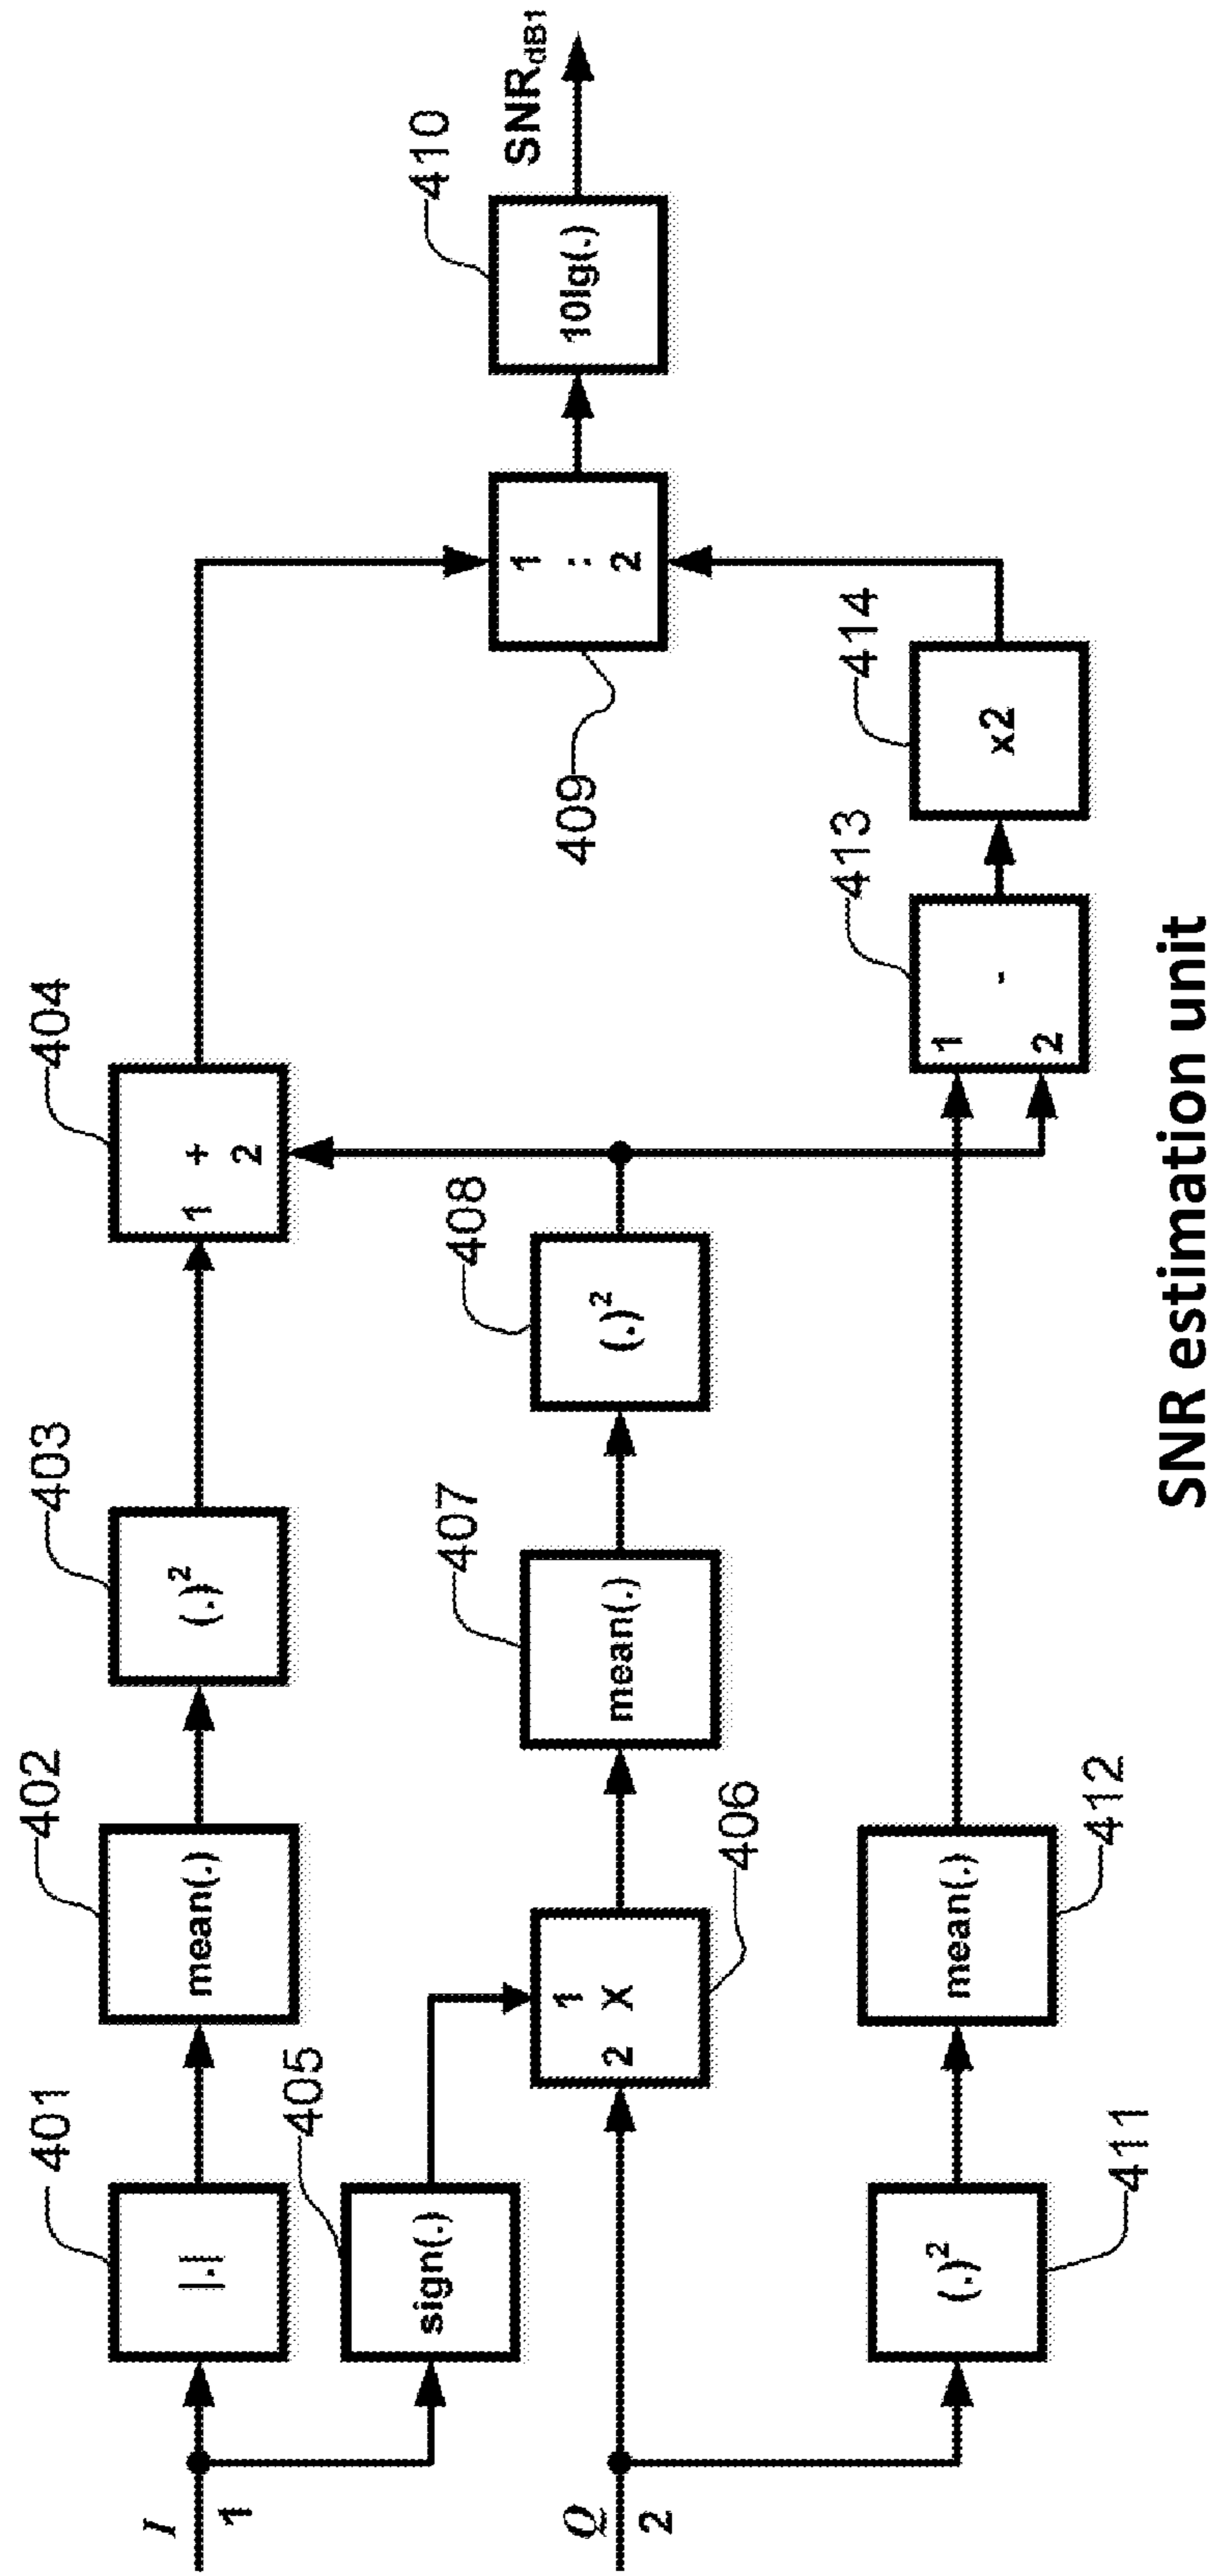 I
1
401
|.|
402
mean(.)
403
(.)²
404
1 +
2
405
sign(.)
406
1
2 X
407
mean(.)
408
(.)²
409
1
:
2
410
10lg(.)
SNR_dB1
Q
2
411
(.)²
412
mean(.)
413
1
-
2
414
x2
SNR estimation unit